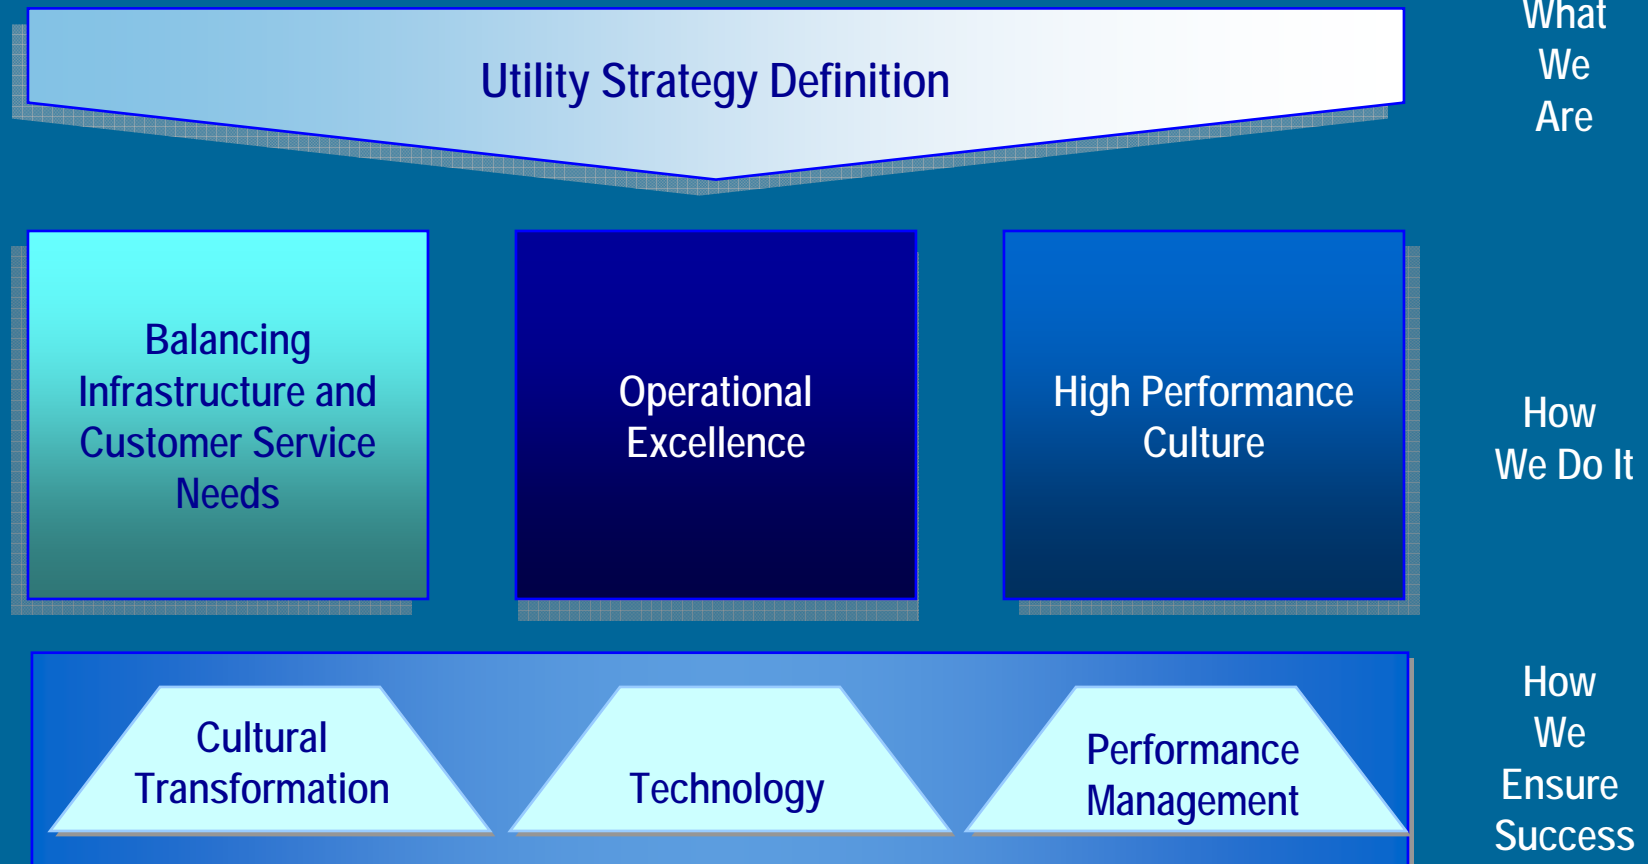 What
We
Are
Utility Strategy Definition
Balancing
Infrastructure and
Customer Service
Needs
Operational
Excellence
High Performance
Culture
How
We Do It
Cultural
Transformation
Technology
Performance
Management
How
We
Ensure
Success